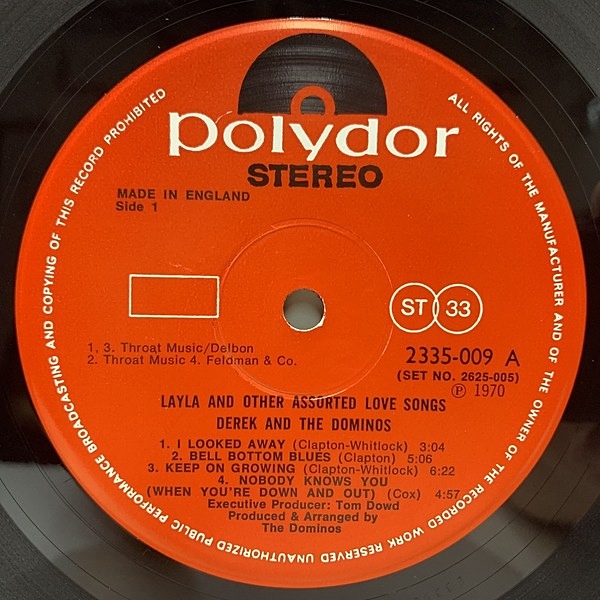 polydor
STEREO
MADE IN ENGLAND
Side 1
ST 33
1. 3. Throat Music/Delbon
2. Throat Music 4. Feldman & Co.
2335-009 A
(SET NO. 2625-005)
Ⓟ 1970
LAYLA AND OTHER ASSORTED LOVE SONGS
DEREK AND THE DOMINOS
1. I LOOKED AWAY (Clapton-Whitlock) 3:04
2. BELL BOTTOM BLUES (Clapton) 5:06
3. KEEP ON GROWING (Clapton-Whitlock) 6:22
4. NOBODY KNOWS YOU
(WHEN YOU'RE DOWN AND OUT) (Cox) 4:57
Executive Producer: Tom Dowd
Produced & Arranged by
The Dominos
ALL RIGHTS OF THE MANUFACTURER AND OF THE OWNER OF THE RECORDED WORK RESERVED UNAUTHORIZED PUBLIC PERFORMANCE BROADCASTING AND COPYING OF THIS RECORD PROHIBITED